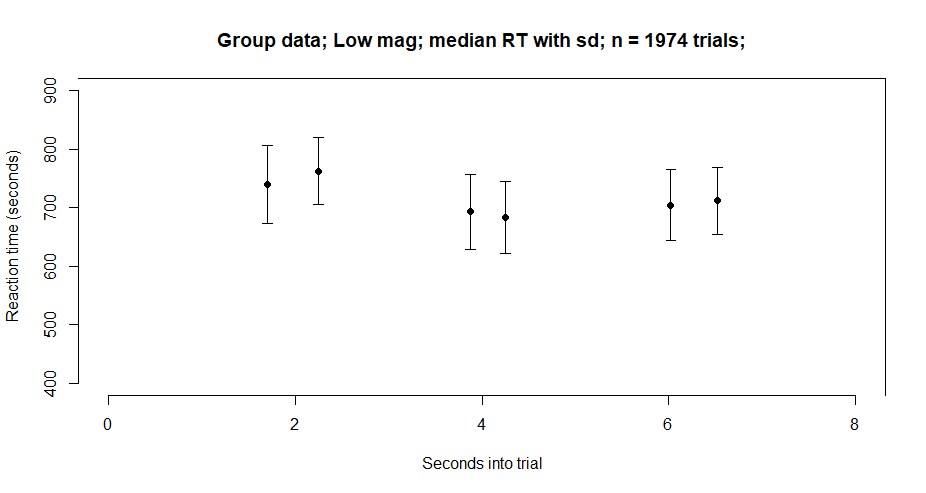 Group data; Low mag; median RT with sd; n = 1974 trials;
Reaction time (seconds)
900
800
700
600
500
400
0 2 4 6 8
Seconds into trial